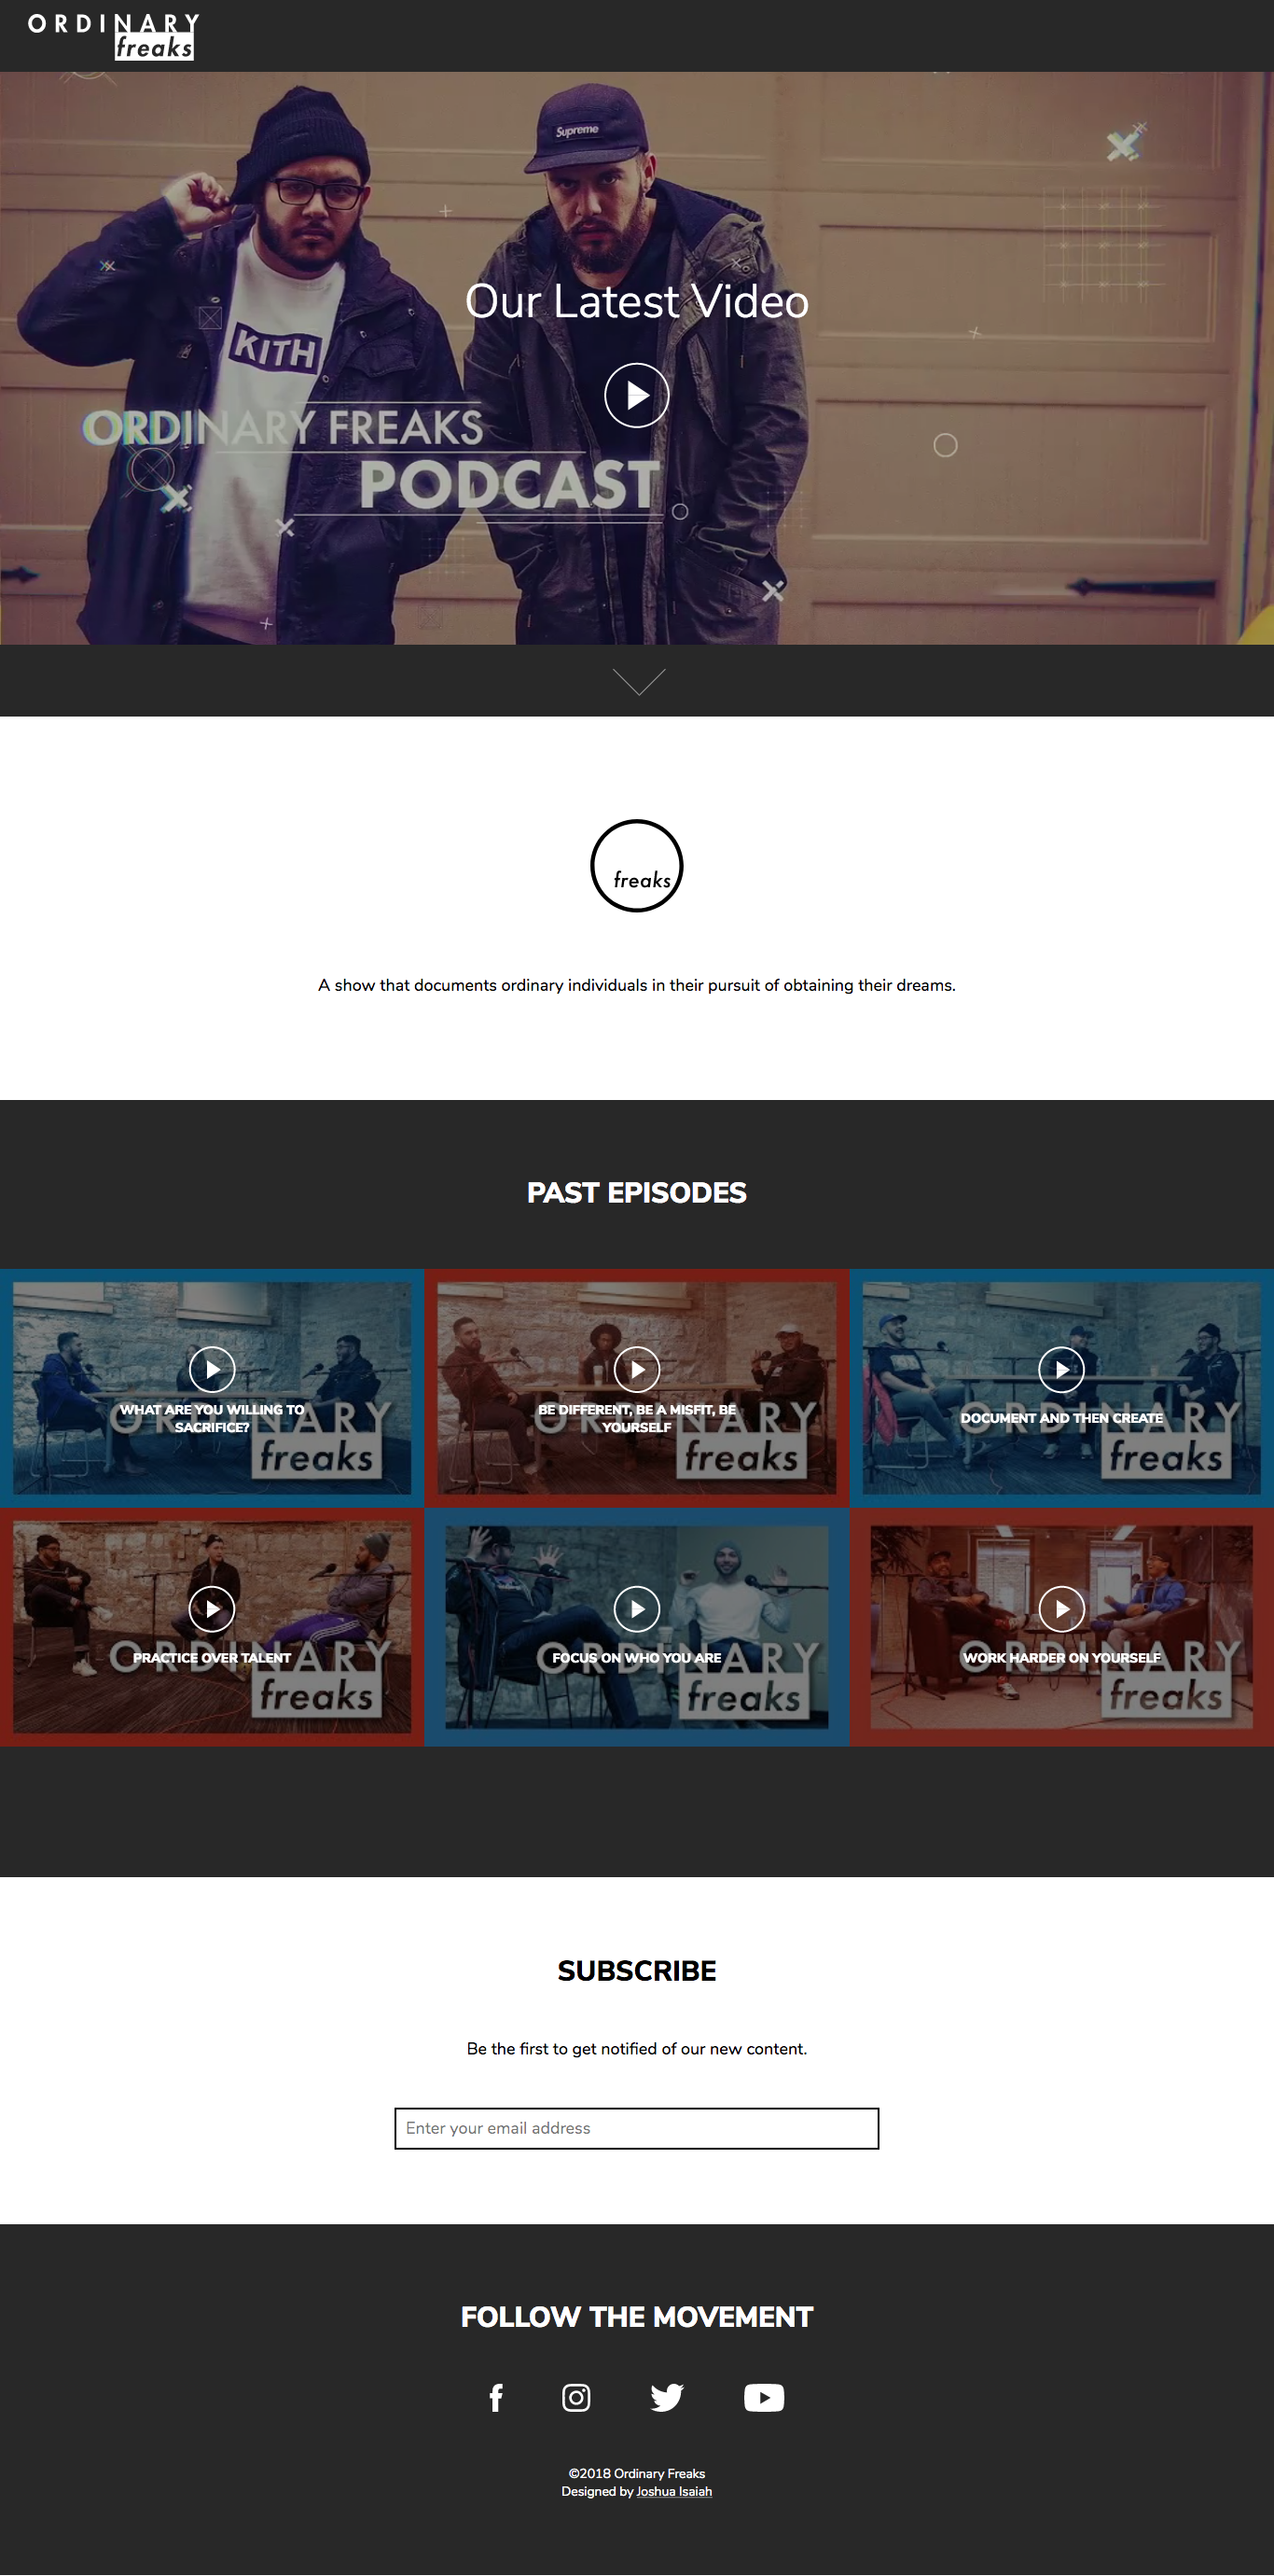 ORDINARY
freaks
Supreme
Our Latest Video
KITH
ORDINARY FREAKS
PODCAST
freaks
A show that documents ordinary individuals in their pursuit of obtaining their dreams.
PAST EPISODES
WHAT ARE YOU WILLING TO
SACRIFICE?
ORDINARY
freaks
BE DIFFERENT, BE A MISFIT, BE
YOURSELF
ORDINARY
freaks
DOCUMENT AND THEN CREATE
ORDINARY
freaks
PRACTICE OVER TALENT
ORDINARY
freaks
FOCUS ON WHO YOU ARE
ORDINARY
freaks
WORK HARDER ON YOURSELF
ORDINARY
freaks
SUBSCRIBE
Be the first to get notified of our new content.
Enter your email address
FOLLOW THE MOVEMENT
©2018 Ordinary Freaks
Designed by Joshua Isaiah